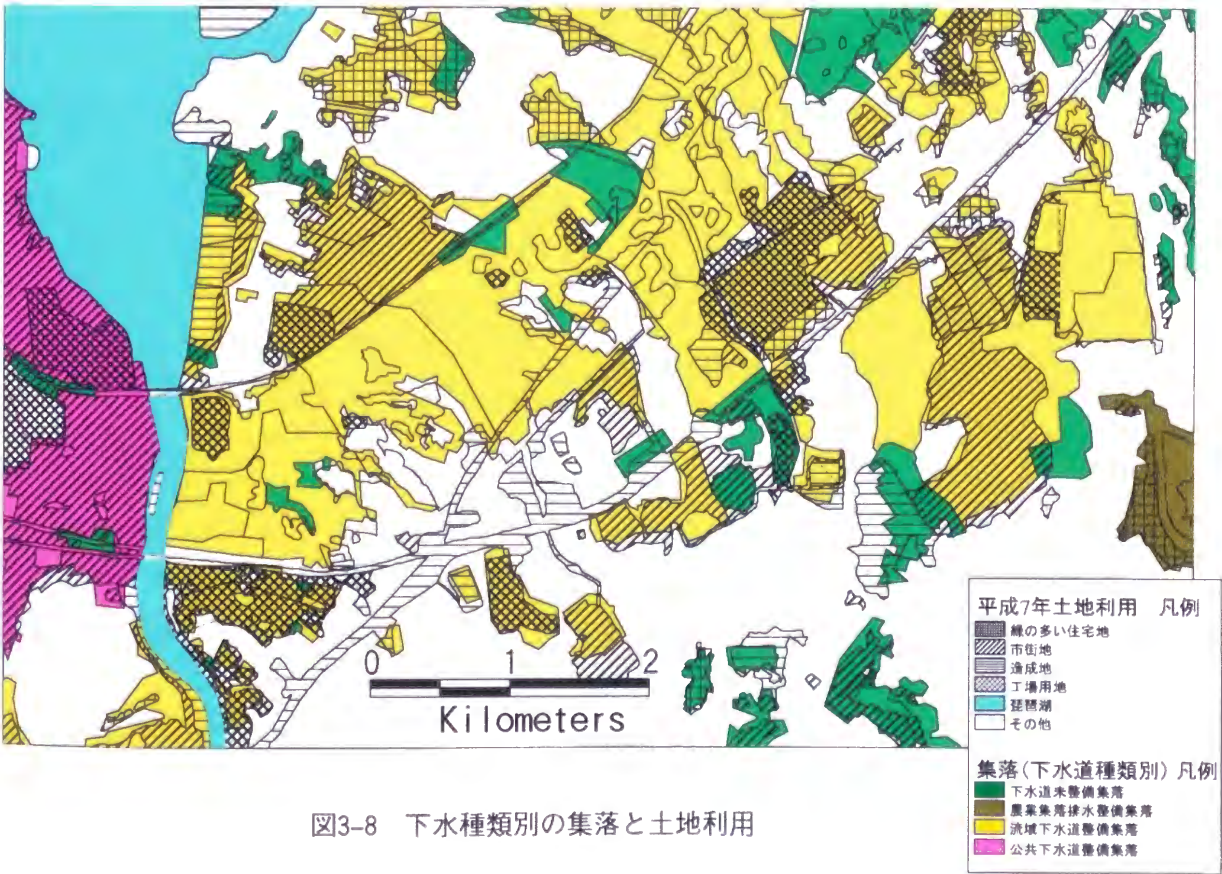 0 1 2
Kilometers
平成7年土地利用 凡例
緑の多い住宅地
市街地
造成地
工場用地
琵琶湖
その他
集落(下水道種類別)凡例
下水道未整備集落
農業集落排水整備集落
流域下水道整備集落
公共下水道整備集落
図3-8 下水種類別の集落と土地利用